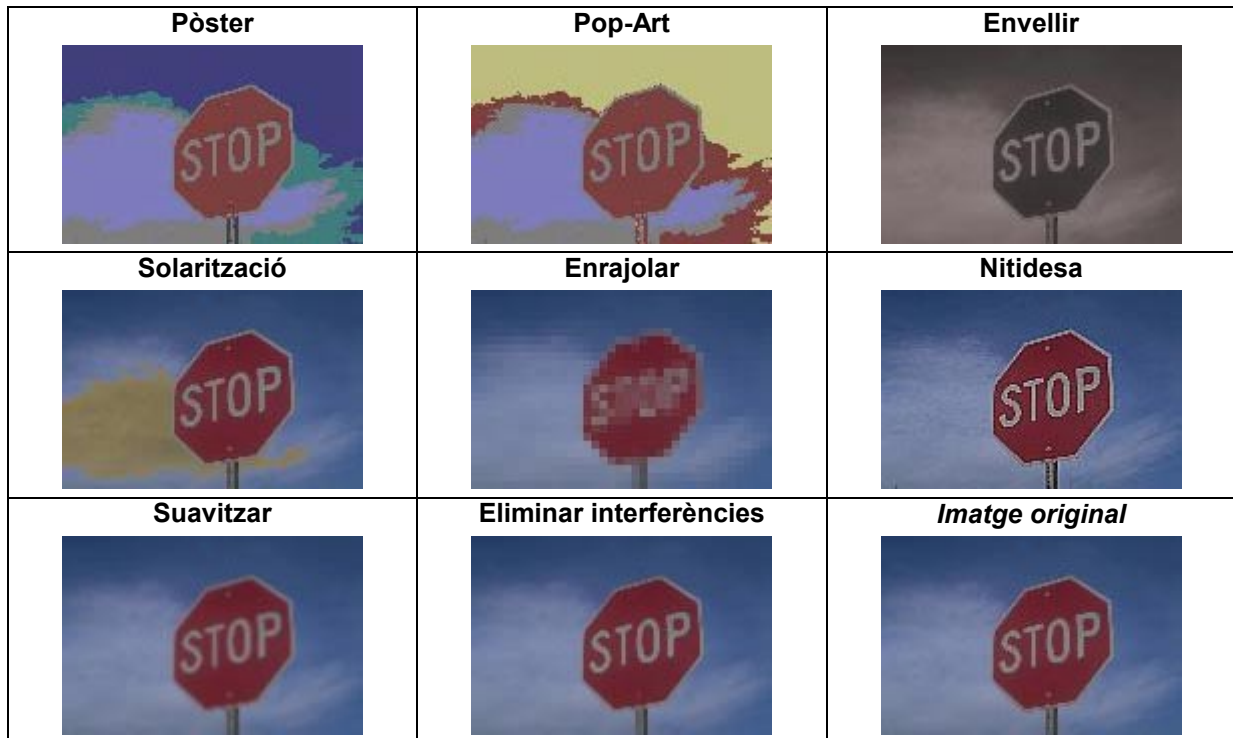 Pòster
Pop-Art
Envellir
STOP
STOP
STOP
Solarització
Enrajolar
Nitidesa
STOP
STOP
STOP
Suavitzar
Eliminar interferències
Imatge original
STOP
STOP
STOP